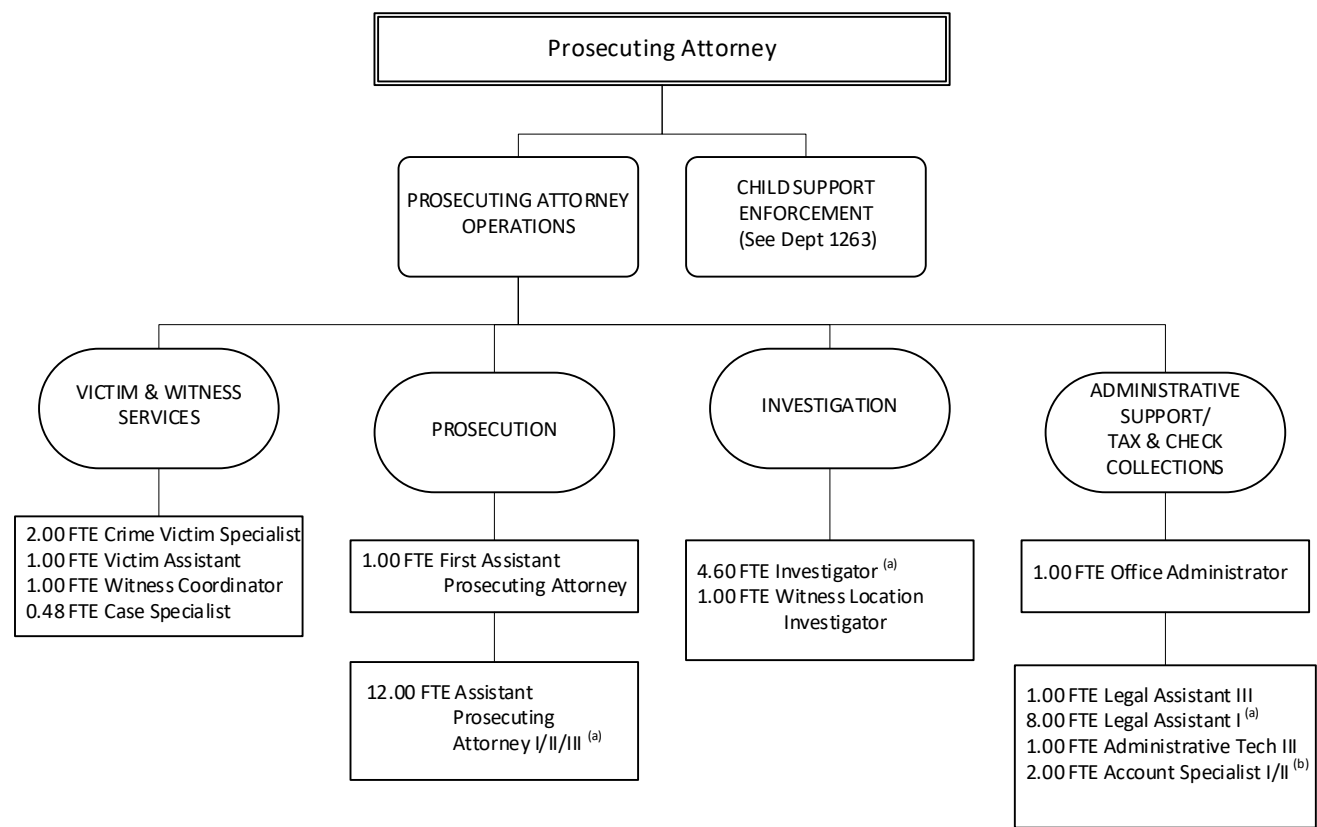 Prosecuting Attorney
PROSECUTING ATTORNEY
OPERATIONS
CHILD SUPPORT
ENFORCEMENT
(See Dept 1263)
VICTIM & WITNESS
SERVICES
PROSECUTION
INVESTIGATION
ADMINISTRATIVE
SUPPORT/
TAX & CHECK
COLLECTIONS
2.00 FTE Crime Victim Specialist
1.00 FTE Victim Assistant
1.00 FTE Witness Coordinator
0.48 FTE Case Specialist
1.00 FTE First Assistant
Prosecuting Attorney
12.00 FTE Assistant
Prosecuting
Attorney I/II/III (a)
4.60 FTE Investigator (a)
1.00 FTE Witness Location
Investigator
1.00 FTE Office Administrator
1.00 FTE Legal Assistant III
8.00 FTE Legal Assistant I (a)
1.00 FTE Administrative Tech III
2.00 FTE Account Specialist I/II (b)